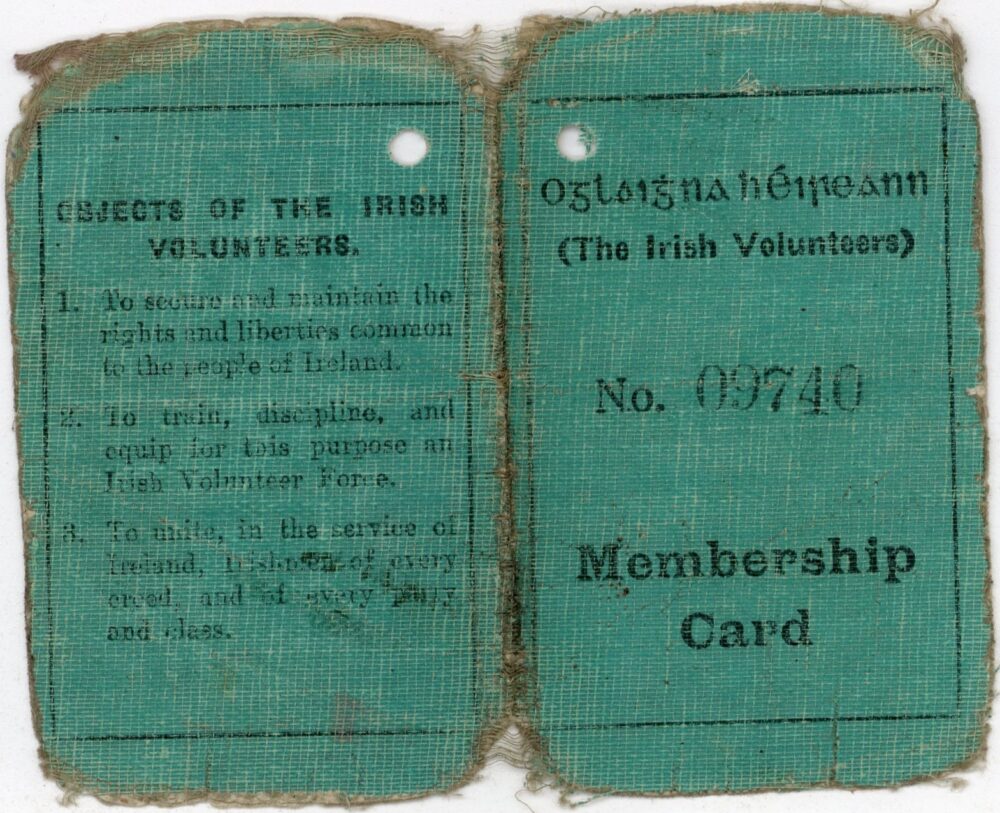 OBJECTS OF THE IRISH
VOLUNTEERS.
1. To secure and maintain the
rights and liberties common
to the people of Ireland.
2. To train, discipline, and
equip for this purpose an
Irish Volunteer Force.
3. To unite, in the service of
Ireland, Irishmen of every
creed, and of every party
and class.
Óglaiġ na hÉireann
(The Irish Volunteers)
No. 09740
Membership
Card